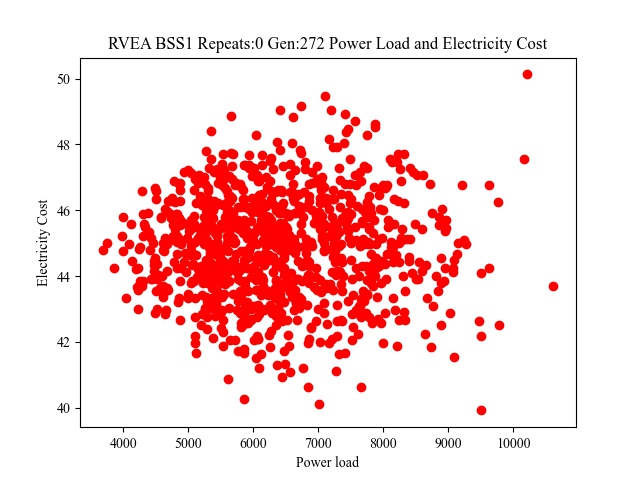 RVEA BSS1 Repeats:0 Gen:272 Power Load and Electricity Cost
50
48
46
44
42
40
Electricity Cost
4000 5000 6000 7000 8000 9000 10000
Power load